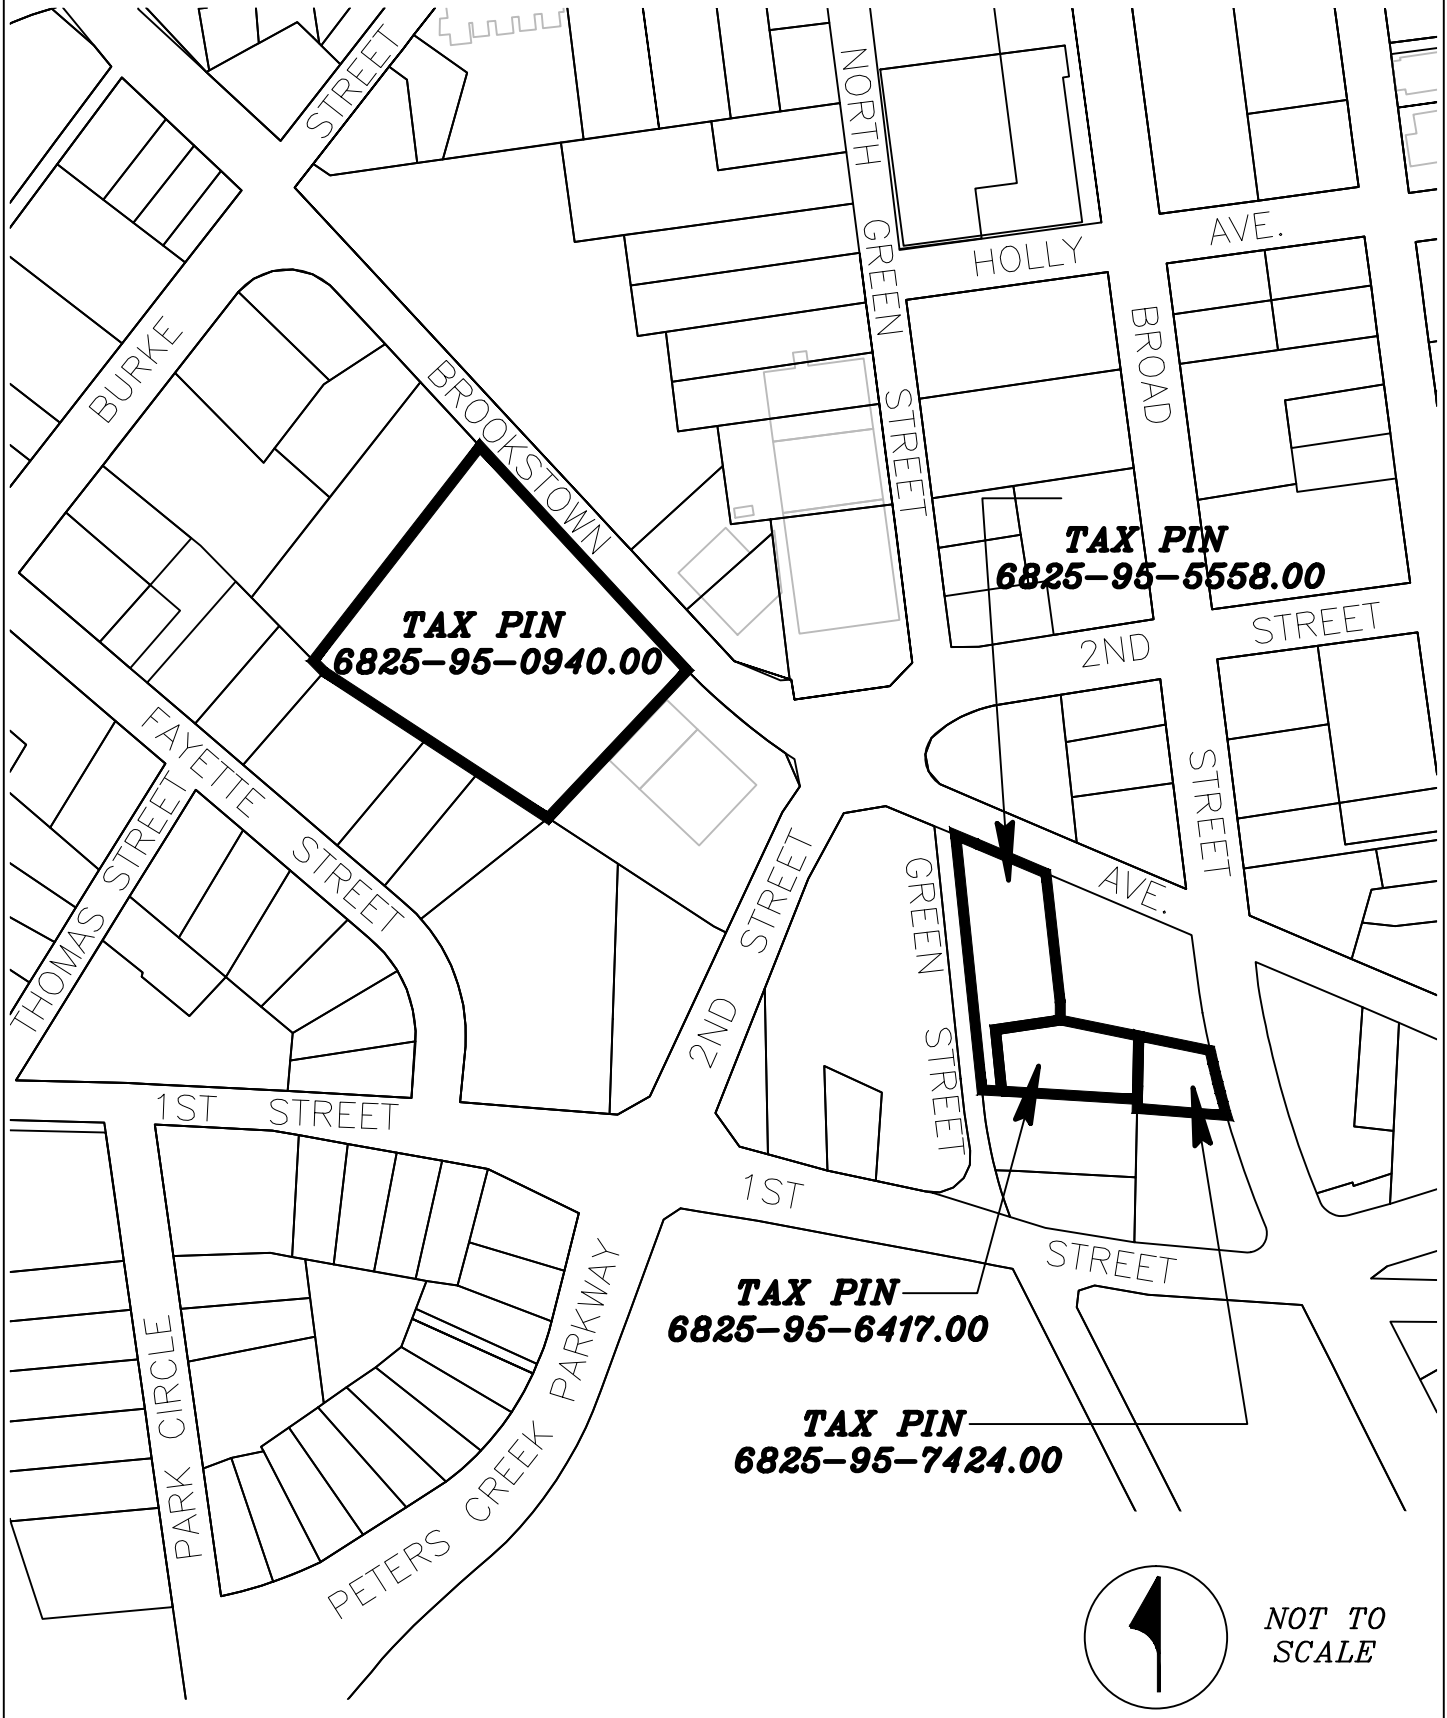 STREET
NORTH
GREEN
STREET
HOLLY
AVE.
BURKE
BROOKSTOWN
BROAD
TAX PIN
6825-95-5558.00
TAX PIN
6825-95-0940.00
2ND
STREET
FAYETTE
STREET
THOMAS STREET
STREET
2ND
STREET
AVE.
GREEN
STREET
1ST
STREET
1ST
STREET
TAX PIN
6825-95-6417.00
PARK CIRCLE
PETERS
CREEK
PARKWAY
TAX PIN
6825-95-7424.00
NOT TO
SCALE